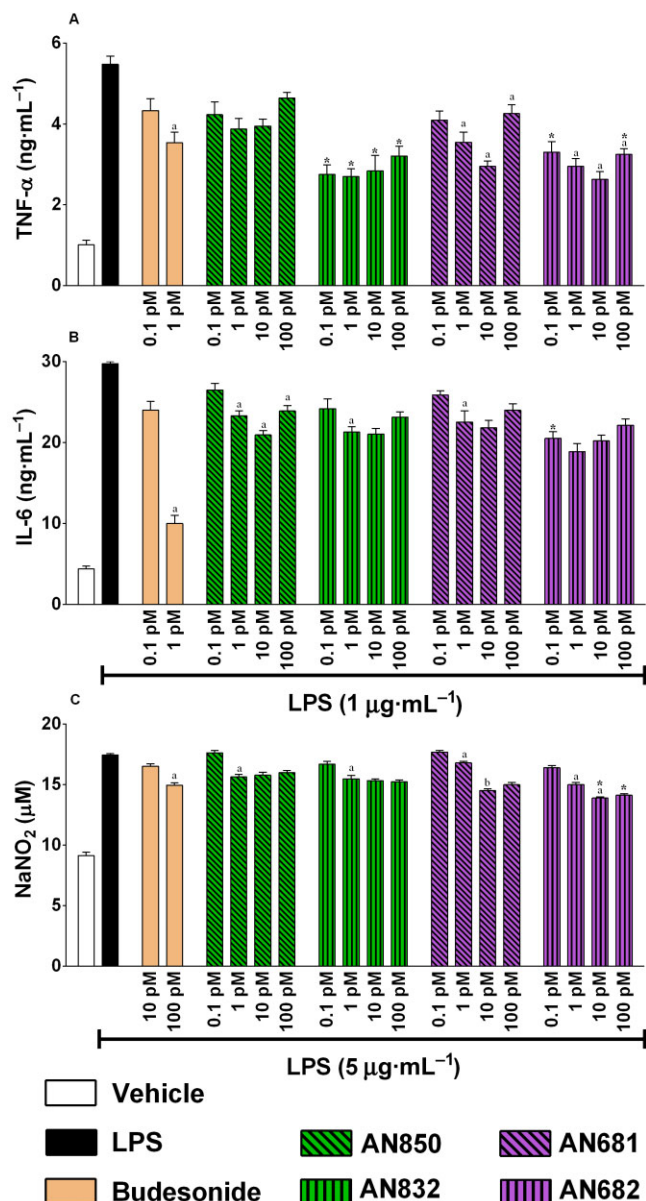 A
TNF-α (ng·mL⁻¹)
6
4
2
0
a
* * * *
a a a
* a a * a
0.1 pM 1 pM 0.1 pM 1 pM 10 pM 100 pM 0.1 pM 1 pM 10 pM 100 pM 0.1 pM 1 pM 10 pM 100 pM 0.1 pM 1 pM 10 pM 100 pM
B
IL-6 (ng·mL⁻¹)
30
20
10
0
a
a a a
a
a
*
0.1 pM 1 pM 0.1 pM 1 pM 10 pM 100 pM 0.1 pM 1 pM 10 pM 100 pM 0.1 pM 1 pM 10 pM 100 pM 0.1 pM 1 pM 10 pM 100 pM
LPS (1 μg·mL⁻¹)
C
NaNO₂ (μM)
20
15
10
5
0
a
a
a
a b
a * a *
10 pM 100 pM 0.1 pM 1 pM 10 pM 100 pM 0.1 pM 1 pM 10 pM 100 pM 0.1 pM 1 pM 10 pM 100 pM 0.1 pM 1 pM 10 pM 100 pM
LPS (5 μg·mL⁻¹)
Vehicle
LPS AN850 AN681
Budesonide AN832 AN682